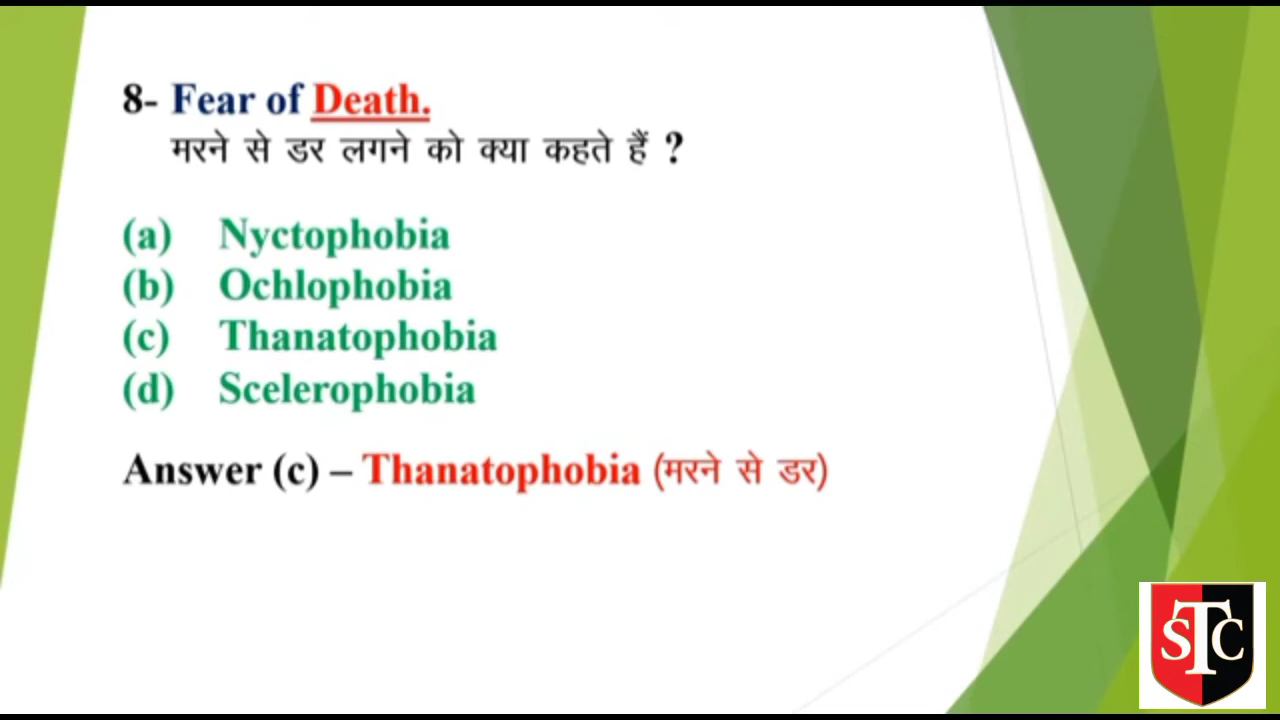 8- Fear of Death.
मरने से डर लगने को क्या कहते हैं ?
(a) Nyctophobia
(b) Ochlophobia
(c) Thanatophobia
(d) Scelerophobia
Answer (c) – Thanatophobia (मरने से डर)
STC